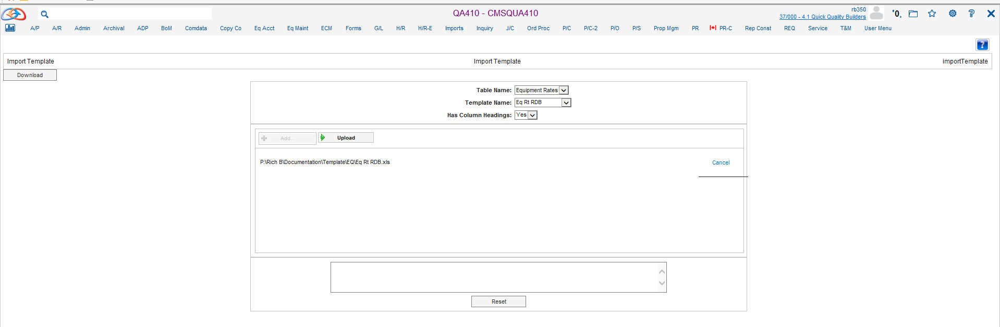 QA410 - CMSQUA410
rb350
37/000 - 4.1 Quick Quality Builders
0
A/P A/R Admin Archival ADP BoM Comdata Copy Co Eq Acct Eq Maint ECM Forms G/L H/R H/R-E Imports Inquiry J/C Ord Proc P/C P/C-2 P/O P/S Prop Mgm PR PR-C Rep Const REQ Service T&M User Menu
?
Import Template Import Template importTemplate
Download
Table Name: Equipment Rates
Template Name: Eq Rt RDB
Has Column Headings: Yes
Add... Upload
P:\Rich B\Documentation\Template\EQ\Eq Rt RDB.xls Cancel
Reset